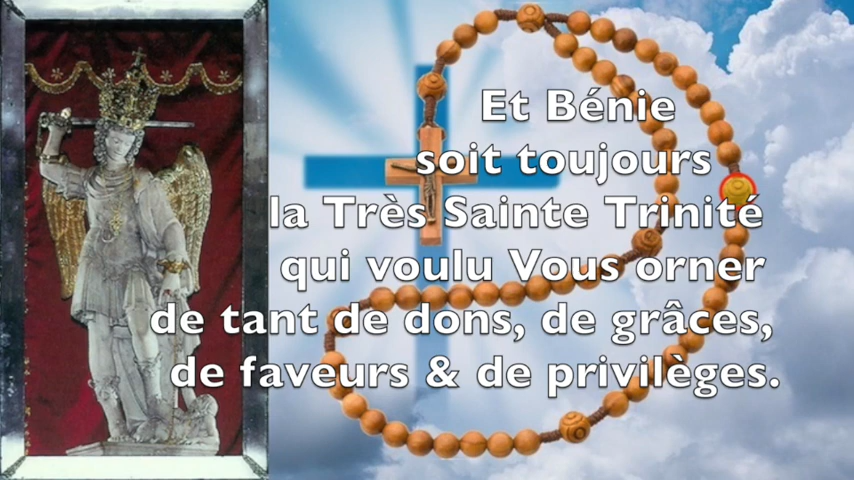 Et Bénie
soit toujours
la Très Sainte Trinité
qui voulu Vous orner
de tant de dons, de grâces,
de faveurs & de privilèges.